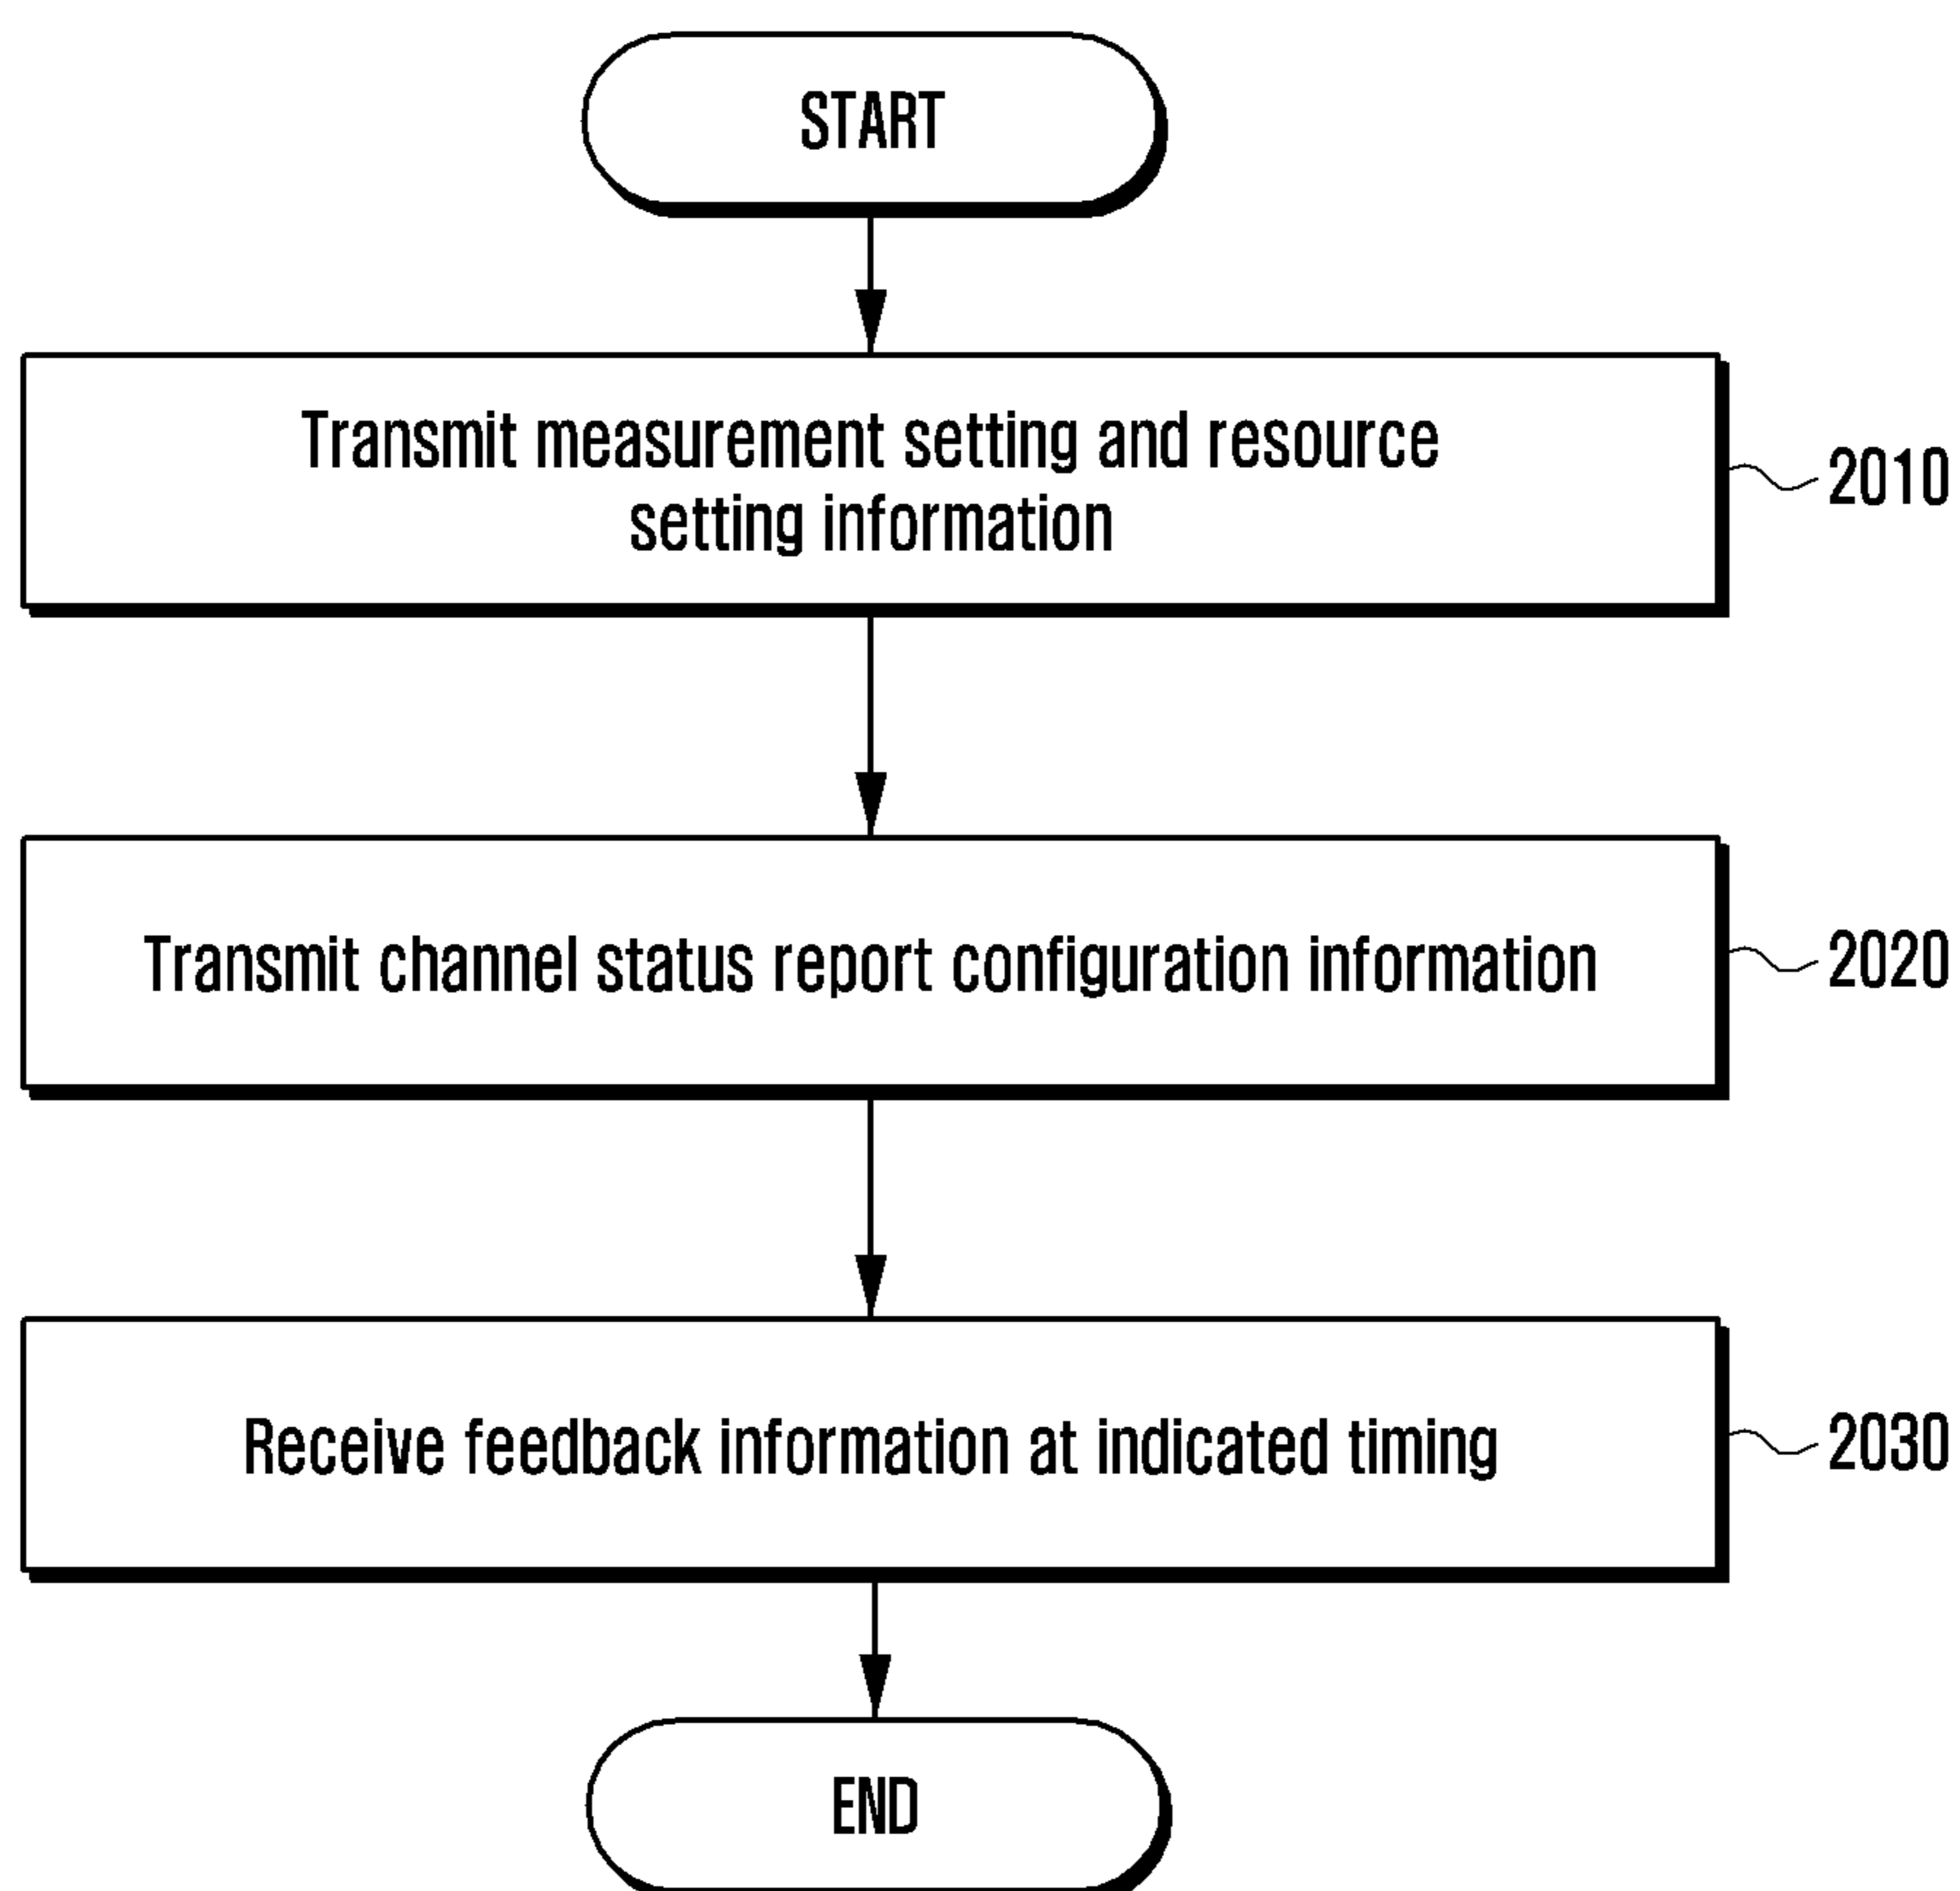 START
Transmit measurement setting and resource
setting information
2010
Transmit channel status report configuration information
2020
Receive feedback information at indicated timing
2030
END